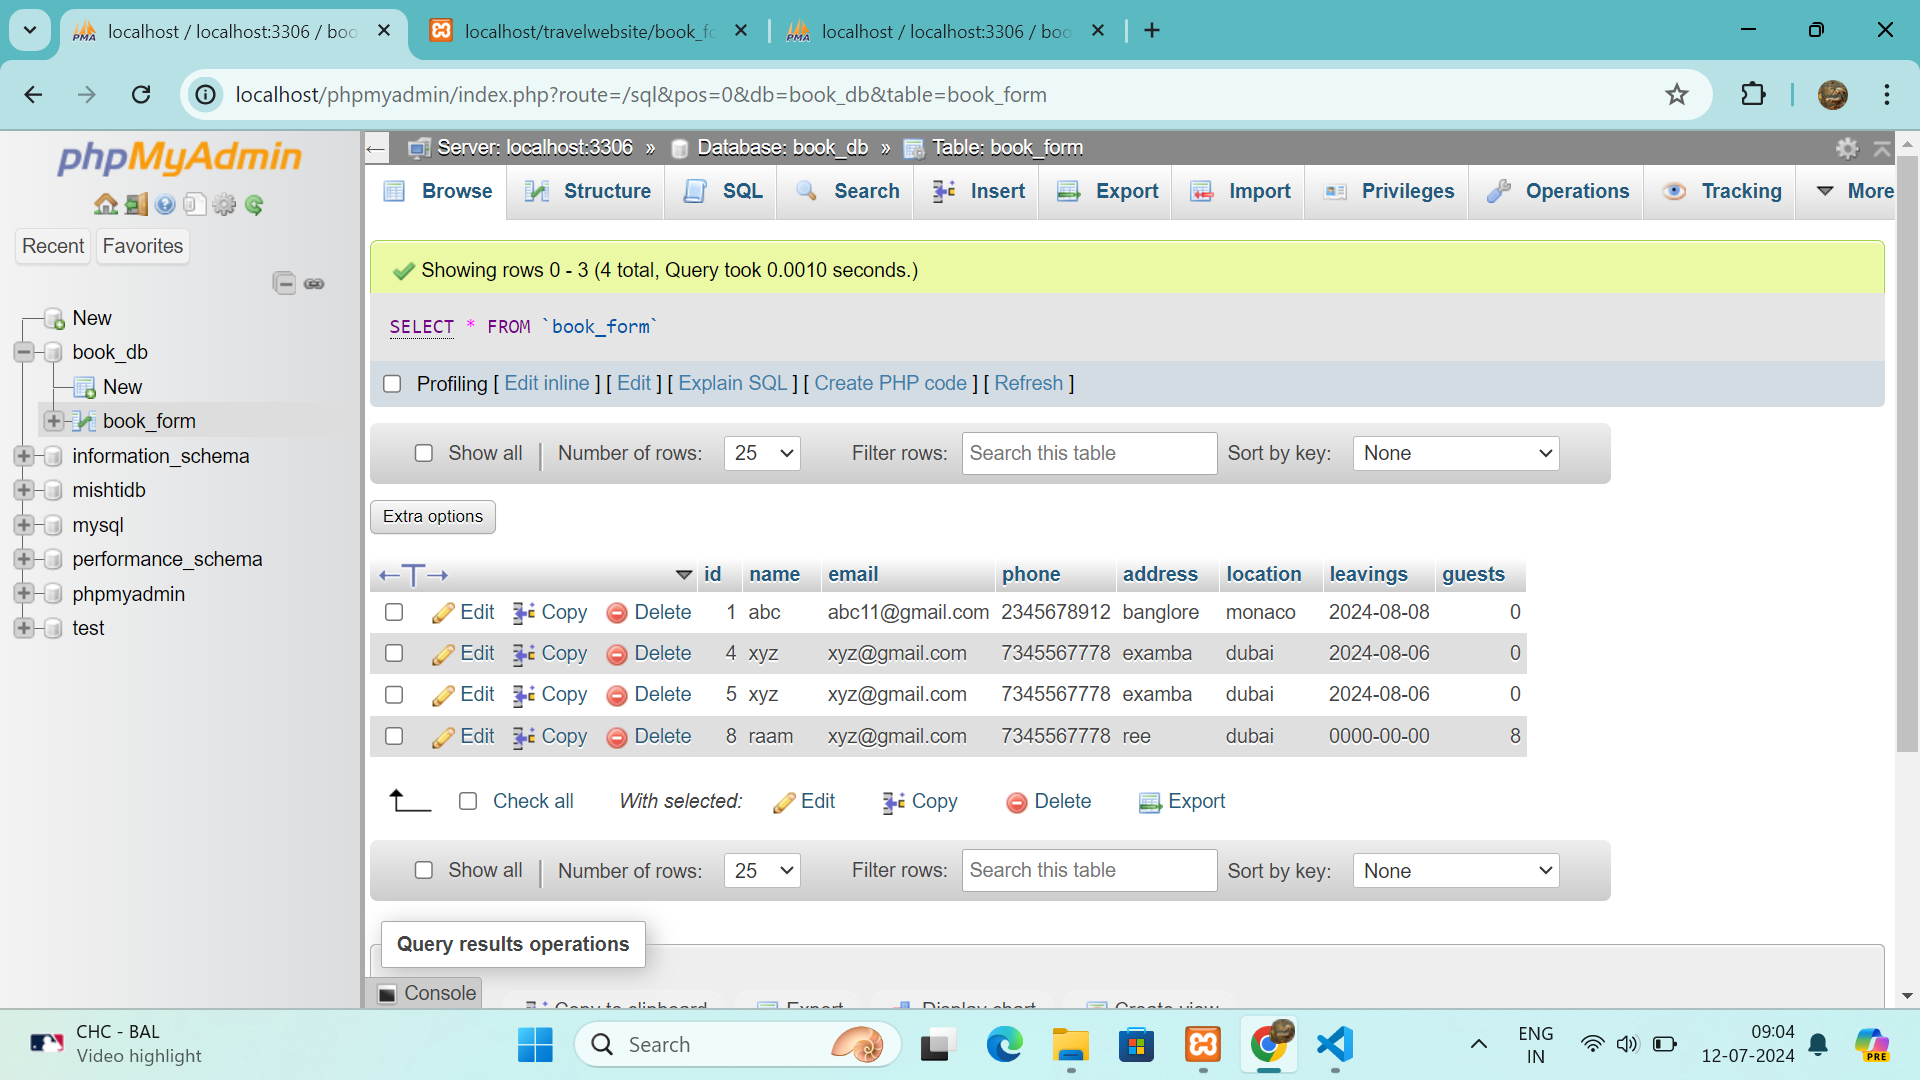 localhost / localhost:3306 / boo
localhost/travelwebsite/book_fo
localhost / localhost:3306 / boo
localhost/phpmyadmin/index.php?route=/sql&pos=0&db=book_db&table=book_form
phpMyAdmin
Recent
Favorites
New
book_db
New
book_form
information_schema
mishtidb
mysql
performance_schema
phpmyadmin
test
Server: localhost:3306 » Database: book_db » Table: book_form
Browse Structure SQL Search Insert Export Import Privileges Operations Tracking More
Showing rows 0 - 3 (4 total, Query took 0.0010 seconds.)
SELECT * FROM `book_form`
Profiling [ Edit inline ] [ Edit ] [ Explain SQL ] [ Create PHP code ] [ Refresh ]
Show all Number of rows: 25 Filter rows: Search this table Sort by key: None
Extra options
id name email phone address location leavings guests
Edit Copy Delete 1 abc abc11@gmail.com 2345678912 banglore monaco 2024-08-08 0
Edit Copy Delete 4 xyz xyz@gmail.com 7345567778 examba dubai 2024-08-06 0
Edit Copy Delete 5 xyz xyz@gmail.com 7345567778 examba dubai 2024-08-06 0
Edit Copy Delete 8 raam xyz@gmail.com 7345567778 ree dubai 0000-00-00 8
Check all With selected: Edit Copy Delete Export
Show all Number of rows: 25 Filter rows: Search this table Sort by key: None
Query results operations
Copy to clipboard Export Display chart Create view
Console
CHC - BAL
Video highlight
Search
PRE
ENG
IN
09:04
12-07-2024